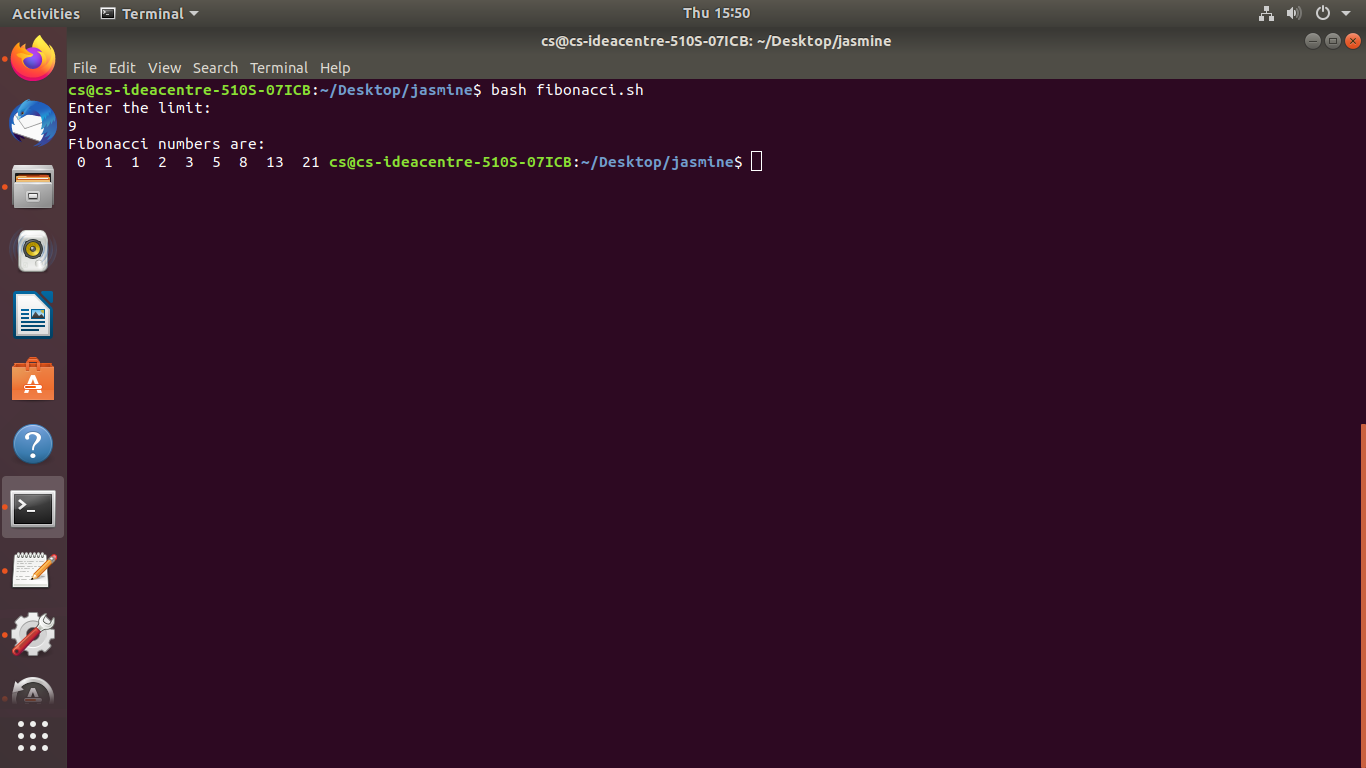 Activities Terminal Thu 15:50
cs@cs-ideacentre-510S-07ICB: ~/Desktop/jasmine
File Edit View Search Terminal Help
cs@cs-ideacentre-510S-07ICB:~/Desktop/jasmine$ bash fibonacci.sh
Enter the limit:
9
Fibonacci numbers are:
0 1 1 2 3 5 8 13 21 cs@cs-ideacentre-510S-07ICB:~/Desktop/jasmine$